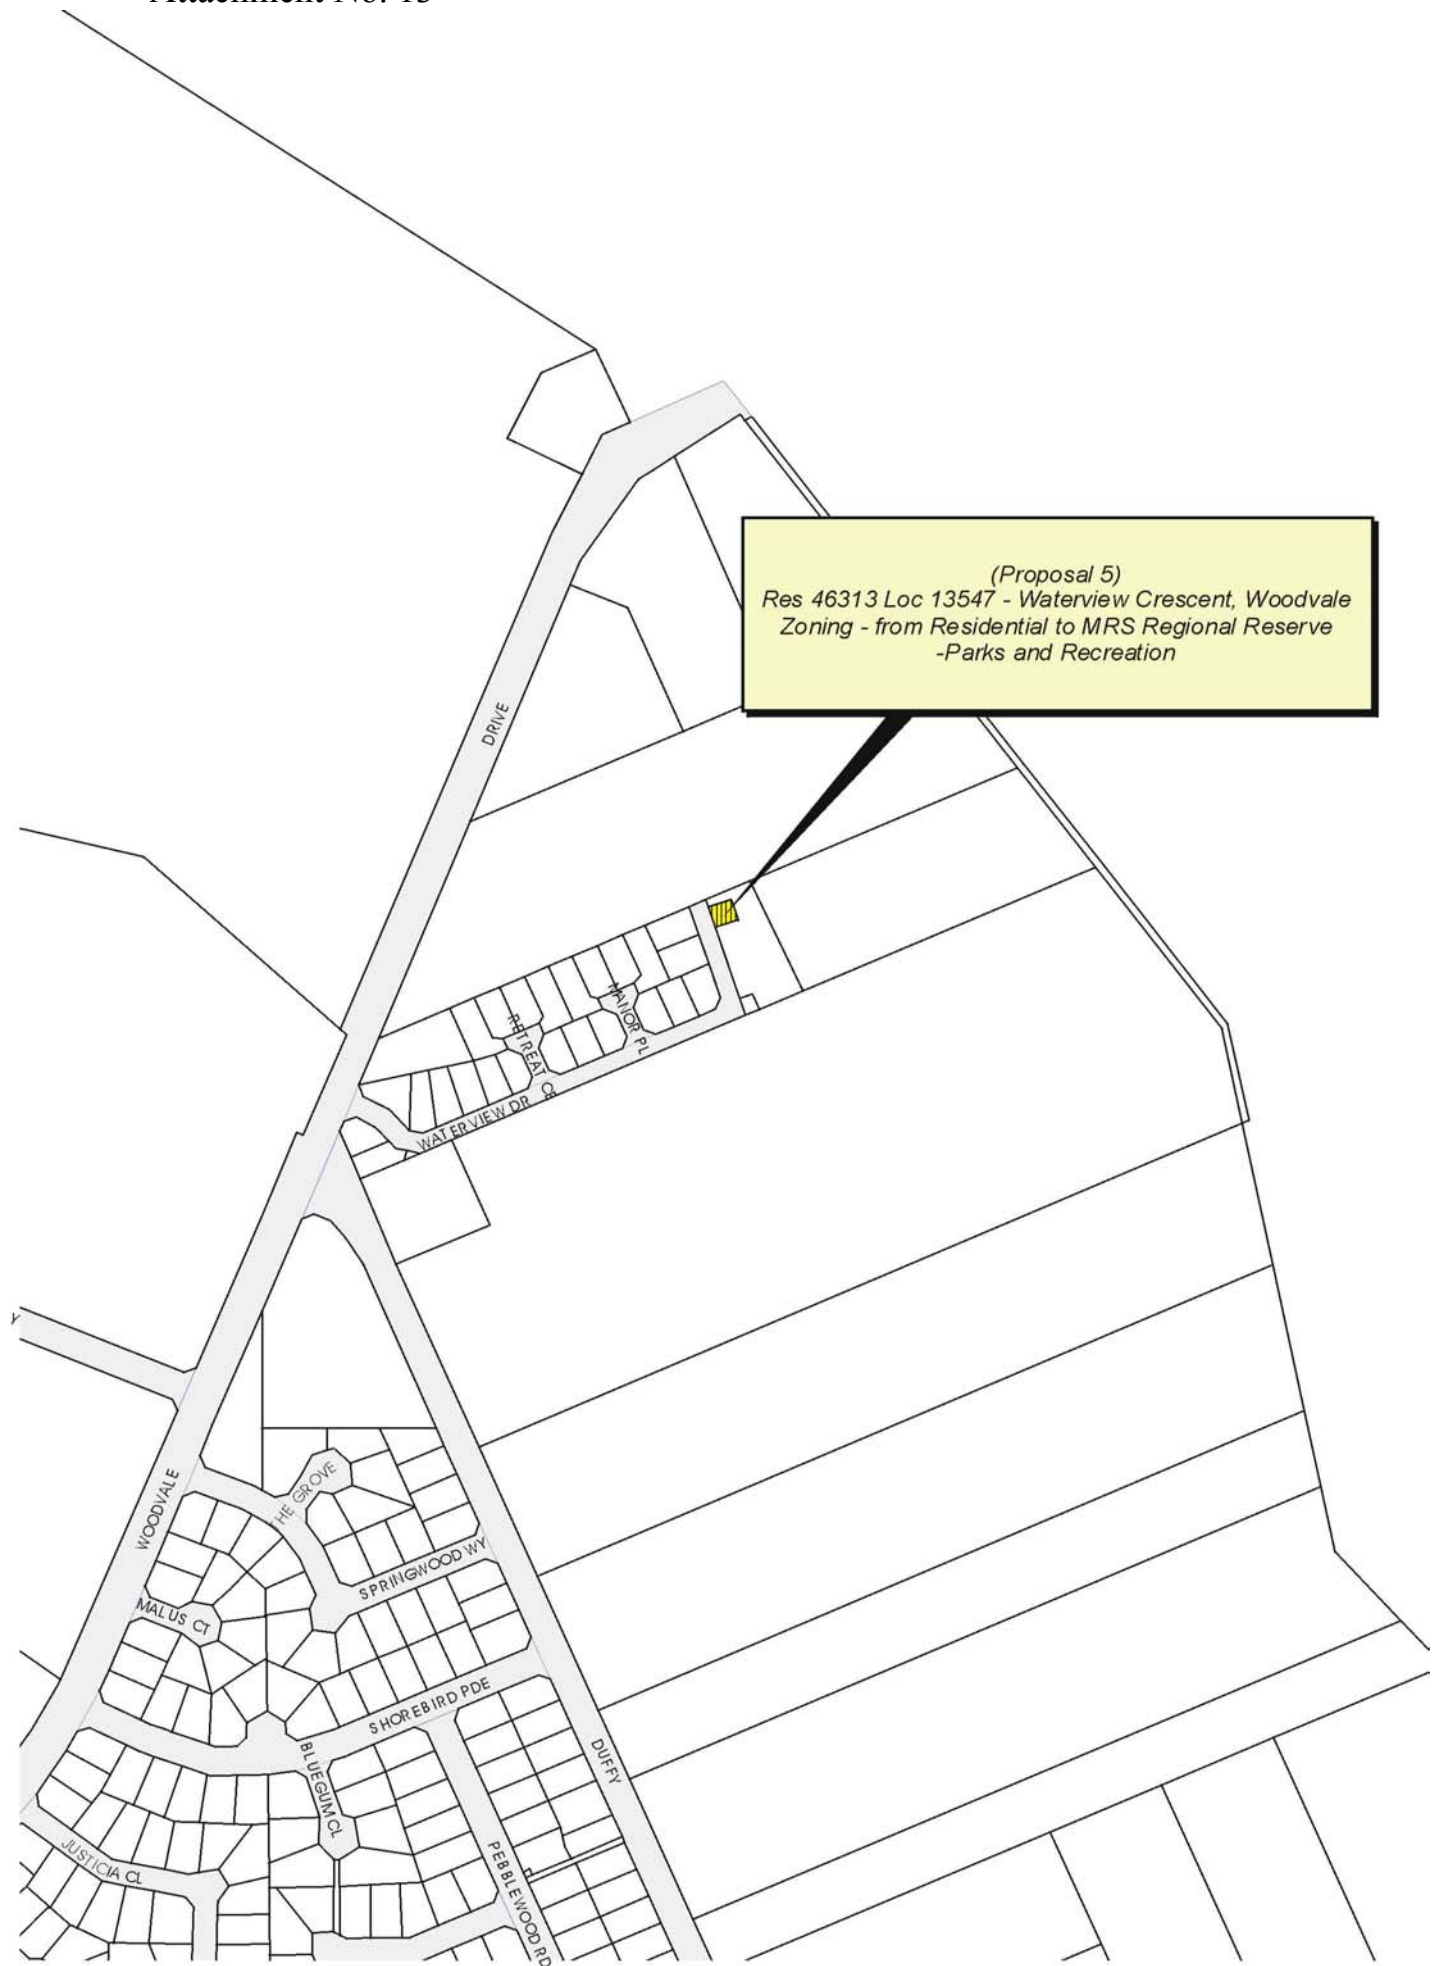 (Proposal 5)
Res 46313 Loc 13547 - Waterview Crescent, Woodvale
Zoning - from Residential to MRS Regional Reserve
-Parks and Recreation
DRIVE
MANOR PL
RETREAT CR
WATERVIEW DR
Y
WOODVALE
THE GROVE
SPRINGWOOD WY
MALUS CT
SHOREBIRD PDE
BLUEGUM CL
DUFFY
JUSTICIA CL
PEBBLEWOOD RD